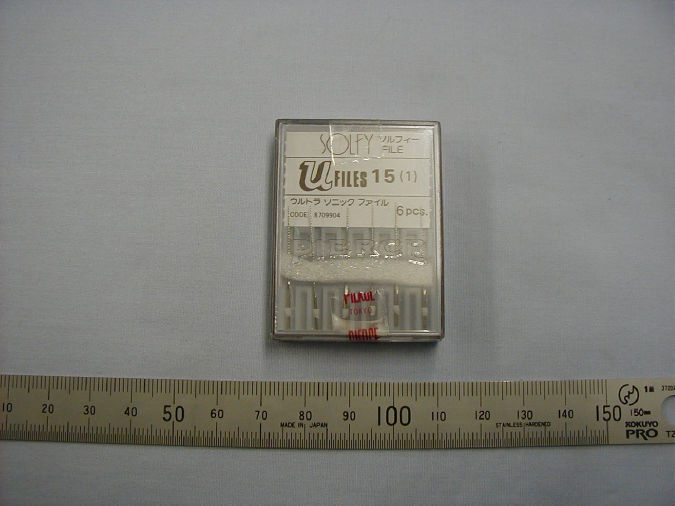 SOLFY ソルフィー
FILE
U FILES 15 (1)
ウルトラ ソニック ファイル
CODE 8709904
6 pcs.
TOKYO
10 20 30 40 50 60 70 80 90 100 110 120 130 140 150
MADE IN JAPAN
STAINLESS HARDENED
150mm
KOKUYO
PRO